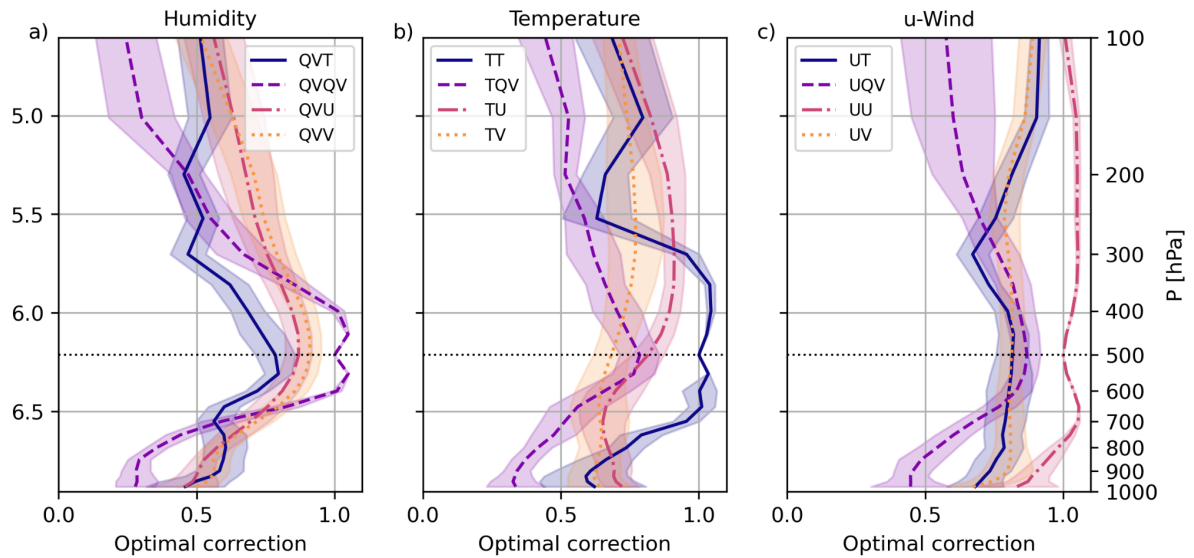 Humidity
Temperature
u-Wind
a)
b)
c)
QVT
QVQV
QVU
QVV
TT
TQV
TU
TV
UT
UQV
UU
UV
5.0
5.5
6.0
6.5
100
200
300
400
500
600
700
800
900
1000
P [hPa]
0.0
0.5
1.0
0.0
0.5
1.0
0.0
0.5
1.0
Optimal correction
Optimal correction
Optimal correction